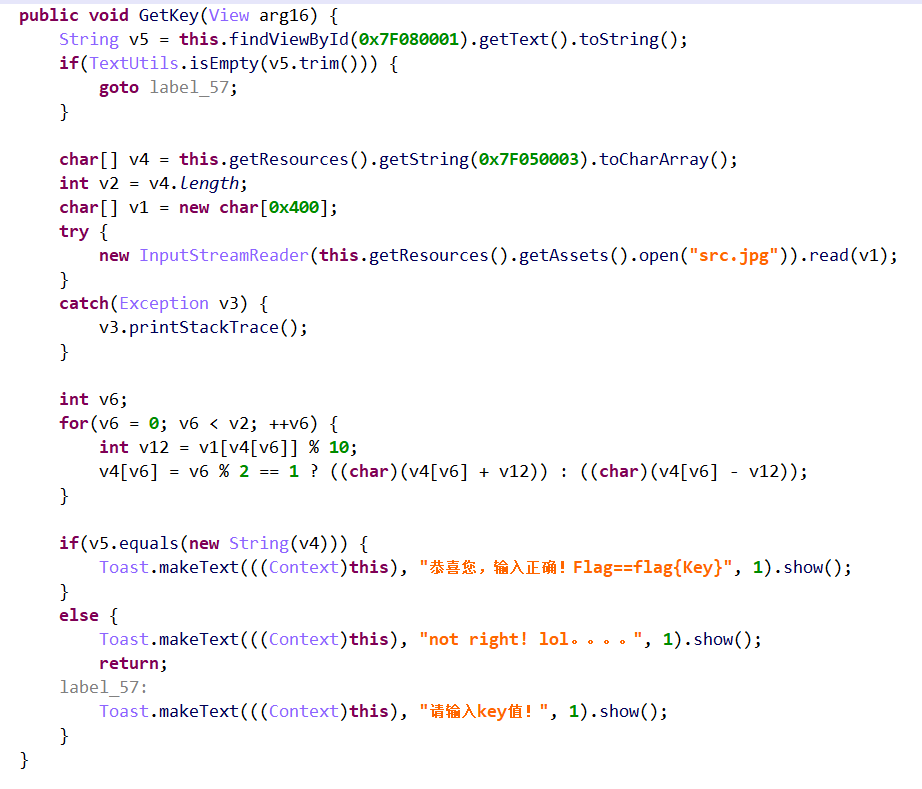 public void GetKey(View arg16) {
    String v5 = this.findViewById(0x7F080001).getText().toString();
    if(TextUtils.isEmpty(v5.trim())) {
        goto label_57;
    }

    char[] v4 = this.getResources().getString(0x7F050003).toCharArray();
    int v2 = v4.length;
    char[] v1 = new char[0x400];
    try {
        new InputStreamReader(this.getResources().getAssets().open("src.jpg")).read(v1);
    }
    catch(Exception v3) {
        v3.printStackTrace();
    }

    int v6;
    for(v6 = 0; v6 < v2; ++v6) {
        int v12 = v1[v4[v6]] % 10;
        v4[v6] = v6 % 2 == 1 ? ((char)(v4[v6] + v12)) : ((char)(v4[v6] - v12));
    }

    if(v5.equals(new String(v4))) {
        Toast.makeText(((Context)this), "恭喜您，输入正确！Flag==flag{Key}", 1).show();
    }
    else {
        Toast.makeText(((Context)this), "not right! lol。。。。", 1).show();
        return;
    label_57:
        Toast.makeText(((Context)this), "请输入key值！", 1).show();
    }
}